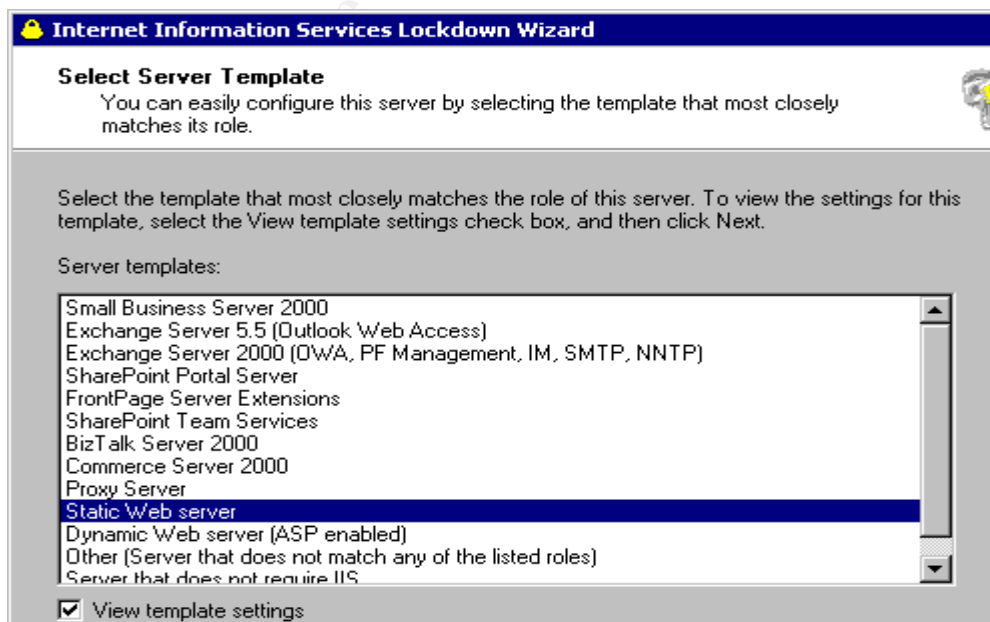 Internet Information Services Lockdown Wizard
Select Server Template
You can easily configure this server by selecting the template that most closely
matches its role.
Select the template that most closely matches the role of this server. To view the settings for this
template, select the View template settings check box, and then click Next.
Server templates:
Small Business Server 2000
Exchange Server 5.5 (Outlook Web Access)
Exchange Server 2000 (OWA, PF Management, IM, SMTP, NNTP)
SharePoint Portal Server
FrontPage Server Extensions
SharePoint Team Services
BizTalk Server 2000
Commerce Server 2000
Proxy Server
Static Web server
Dynamic Web server (ASP enabled)
Other (Server that does not match any of the listed roles)
Server that does not require IIS
View template settings